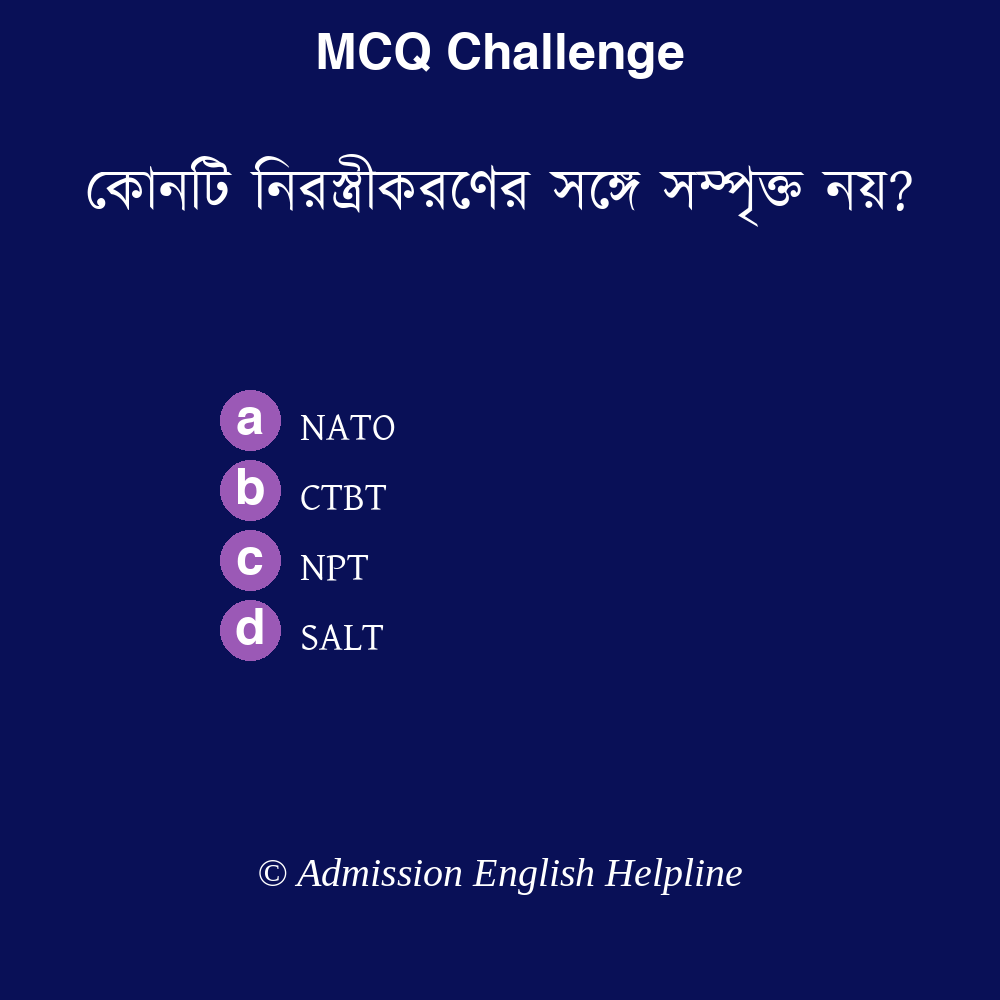 MCQ Challenge
কোনটি নিরস্ত্রীকরণের সঙ্গে সম্পৃক্ত নয়?
a NATO
b CTBT
c NPT
d SALT
© Admission English Helpline